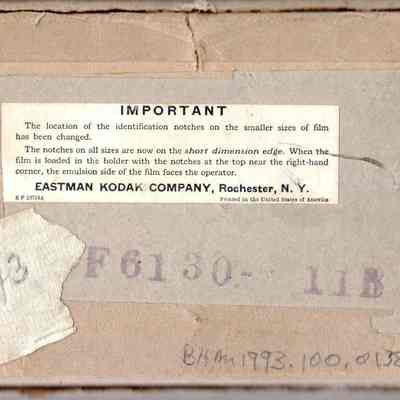 IMPORTANT
The location of the identification notches on the smaller sizes of film
has been changed.
The notches on all sizes are now on the short dimension edge. When the
film is loaded in the holder with the notches at the top near the right-hand
corner, the emulsion side of the film faces the operator.
EASTMAN KODAK COMPANY, Rochester, N. Y.
Printed in the United States of America
F6130- 11B
1993.100.